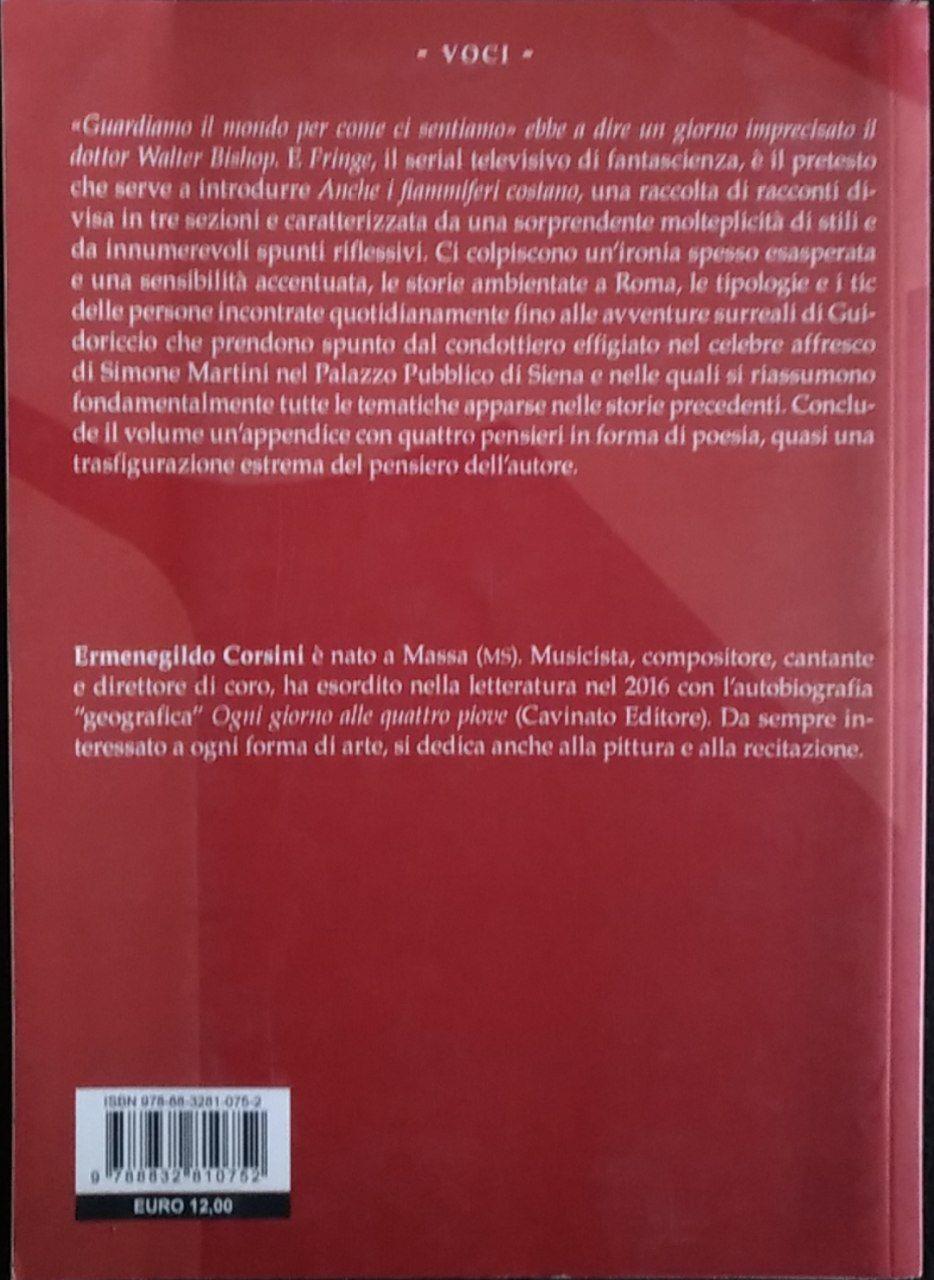 - VOCI -
«Guardiamo il mondo per come ci sentiamo» ebbe a dire un giorno imprecisato il
dottor Walter Bishop. E Fringe, il serial televisivo di fantascienza, è il pretesto
che serve a introdurre Anche i fiammiferi costano, una raccolta di racconti di-
visa in tre sezioni e caratterizzata da una sorprendente molteplicità di stili e
da innumerevoli spunti riflessivi. Ci colpiscono un'ironia spesso esasperata
e una sensibilità accentuata, le storie ambientate a Roma, le tipologie e i tic
delle persone incontrate quotidianamente fino alle avventure surreali di Gui-
doriccio che prendono spunto dal condottiero effigiato nel celebre affresco
di Simone Martini nel Palazzo Pubblico di Siena e nelle quali si riassumono
fondamentalmente tutte le tematiche apparse nelle storie precedenti. Conclu-
de il volume un'appendice con quattro pensieri in forma di poesia, quasi una
trasfigurazione estrema del pensiero dell'autore.
Ermenegildo Corsini è nato a Massa (MS). Musicista, compositore, cantante
e direttore di coro, ha esordito nella letteratura nel 2016 con l'autobiografia
"geografica" Ogni giorno alle quattro piove (Cavinato Editore). Da sempre in-
teressato a ogni forma di arte, si dedica anche alla pittura e alla recitazione.
ISBN 978-88-3281-075-2
9 788832 810752
EURO 12,00